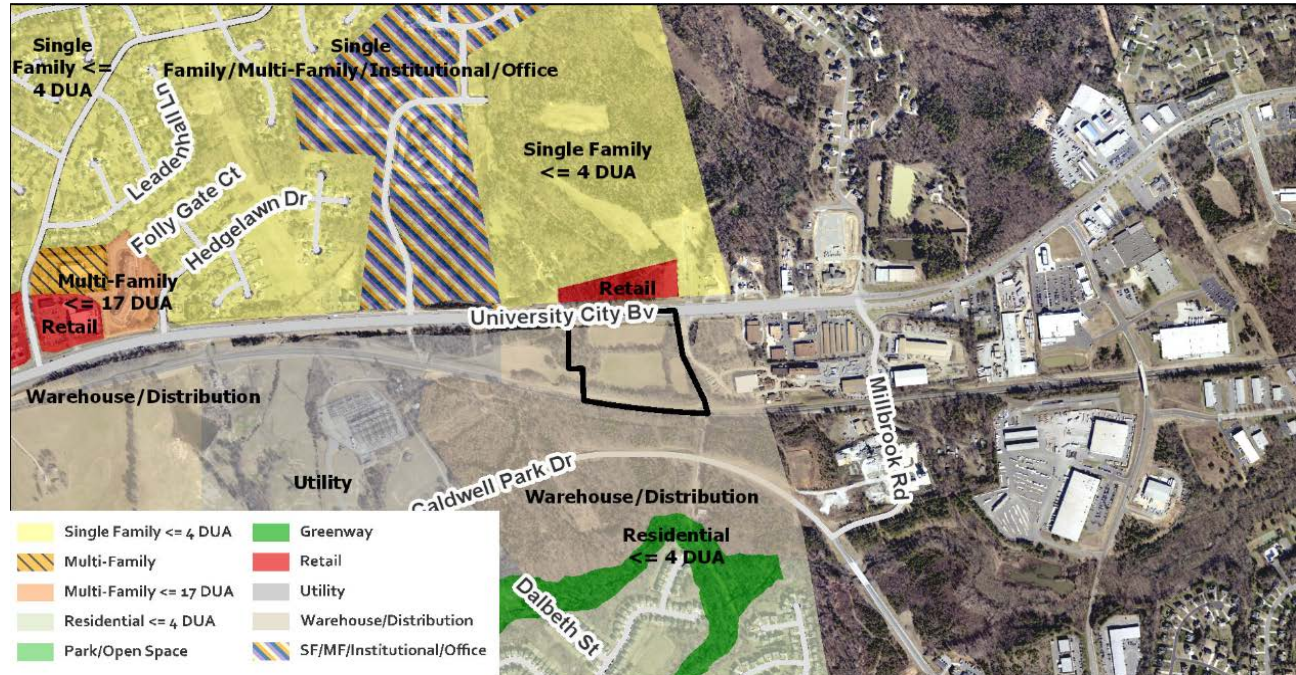 Single
Family <=
4 DUA
Single
Family/Multi-Family/Institutional/Office
Leadenhall Ln
Single Family
<= 4 DUA
Folly Gate Ct
Hedgelawn Dr
Multi-Family
<= 17 DUA
Retail
Retail
University City Bv
Warehouse/Distribution
Millbrook Rd
Utility
Caldwell Park Dr
Warehouse/Distribution
Residential
<= 4 DUA
Dalbeth St
Single Family <= 4 DUA
Multi-Family
Multi-Family <= 17 DUA
Residential <= 4 DUA
Park/Open Space
Greenway
Retail
Utility
Warehouse/Distribution
SF/MF/Institutional/Office